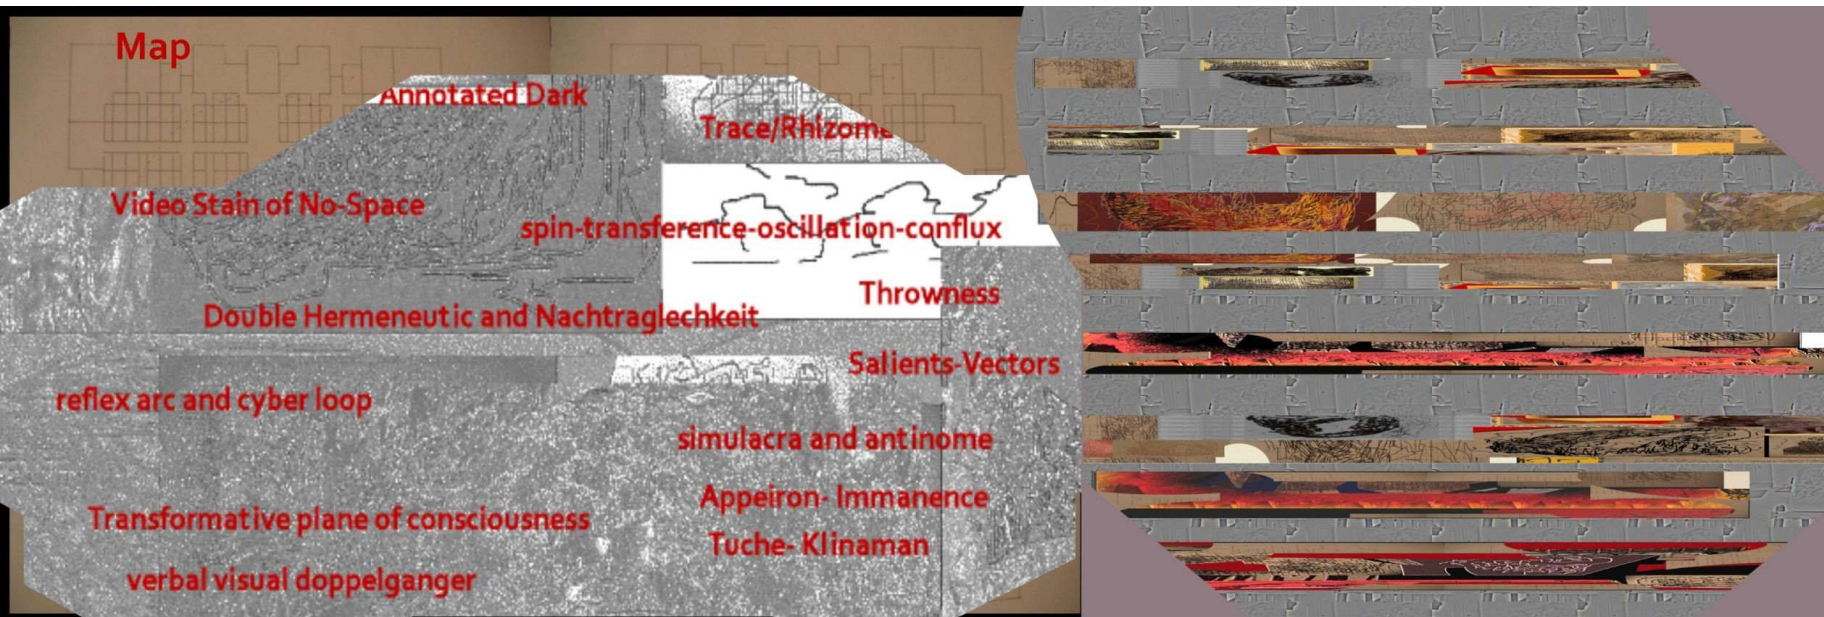 Map
Annotated Dark
Trace/Rhizome
Video Stain of No-Space
spin-transference-oscillation-conflux
Throwness
Double Hermeneutic and Nachtraglechkeit
Salients-Vectors
reflex arc and cyber loop
simulacra and antinome
Appeiron- Immanence
Transformative plane of consciousness
Tuche- Klinaman
verbal visual doppelganger